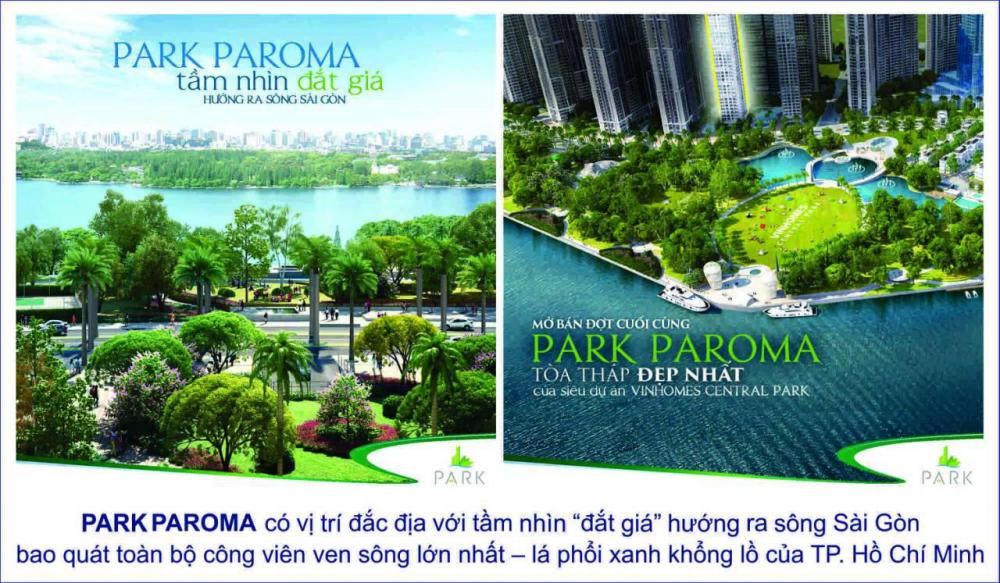 PARK PAROMA
tầm nhìn đắt giá
HƯỚNG RA SÔNG SÀI GÒN
PARK
MỞ BÁN ĐỢT CUỐI CÙNG
PARK PAROMA
TÒA THÁP ĐẸP NHẤT
của siêu dự án VINHOMES CENTRAL PARK
PARK
PARK PAROMA có vị trí đắc địa với tầm nhìn “đắt giá” hướng ra sông Sài Gòn
bao quát toàn bộ công viên ven sông lớn nhất – lá phổi xanh khổng lồ của TP. Hồ Chí Minh